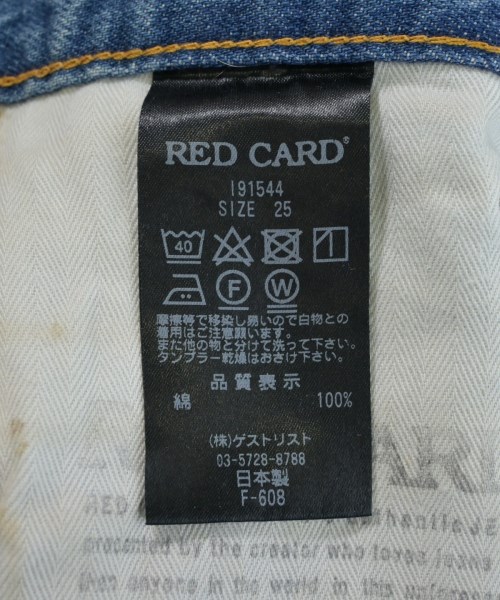 RED CARD®
191544
SIZE 25
40
F W
摩擦等で移染し易いので白物との
着用はご注意願います。
また他の物と分けて洗って下さい。
タンブラー乾燥はおさけ下さい。
品質表示
綿 100%
(株)ゲストリスト
03-5728-8788
日本製
F-608
presented by the creator who loves jeans
than anyone in the world. in this